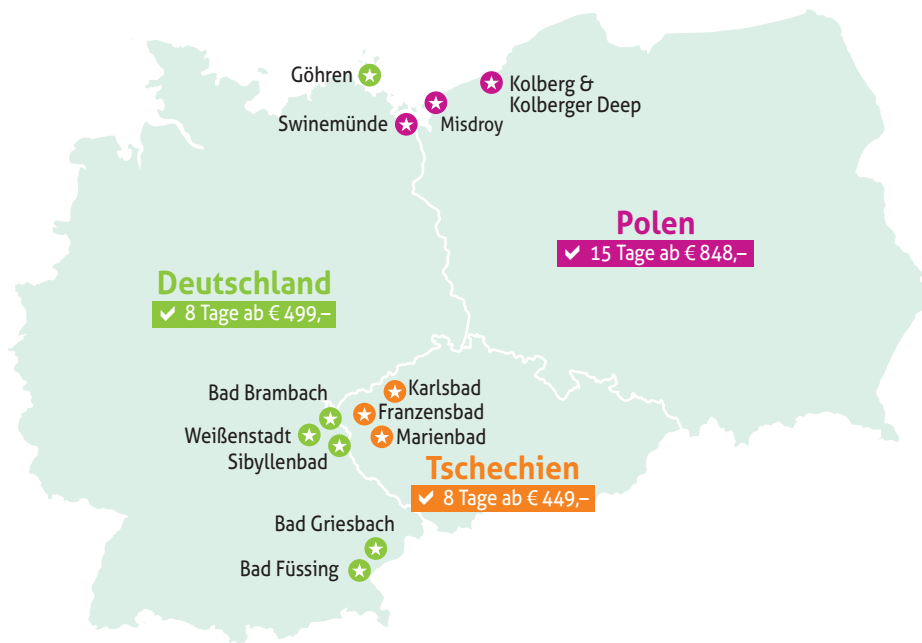 Göhren
Kolberg &
Kolberger Deep
Swinemünde
Misdroy
Polen
15 Tage ab € 848,–
Deutschland
8 Tage ab € 499,–
Bad Brambach
Karlsbad
Franzensbad
Weißenstadt
Marienbad
Sibyllenbad
Tschechien
8 Tage ab € 449,–
Bad Griesbach
Bad Füssing